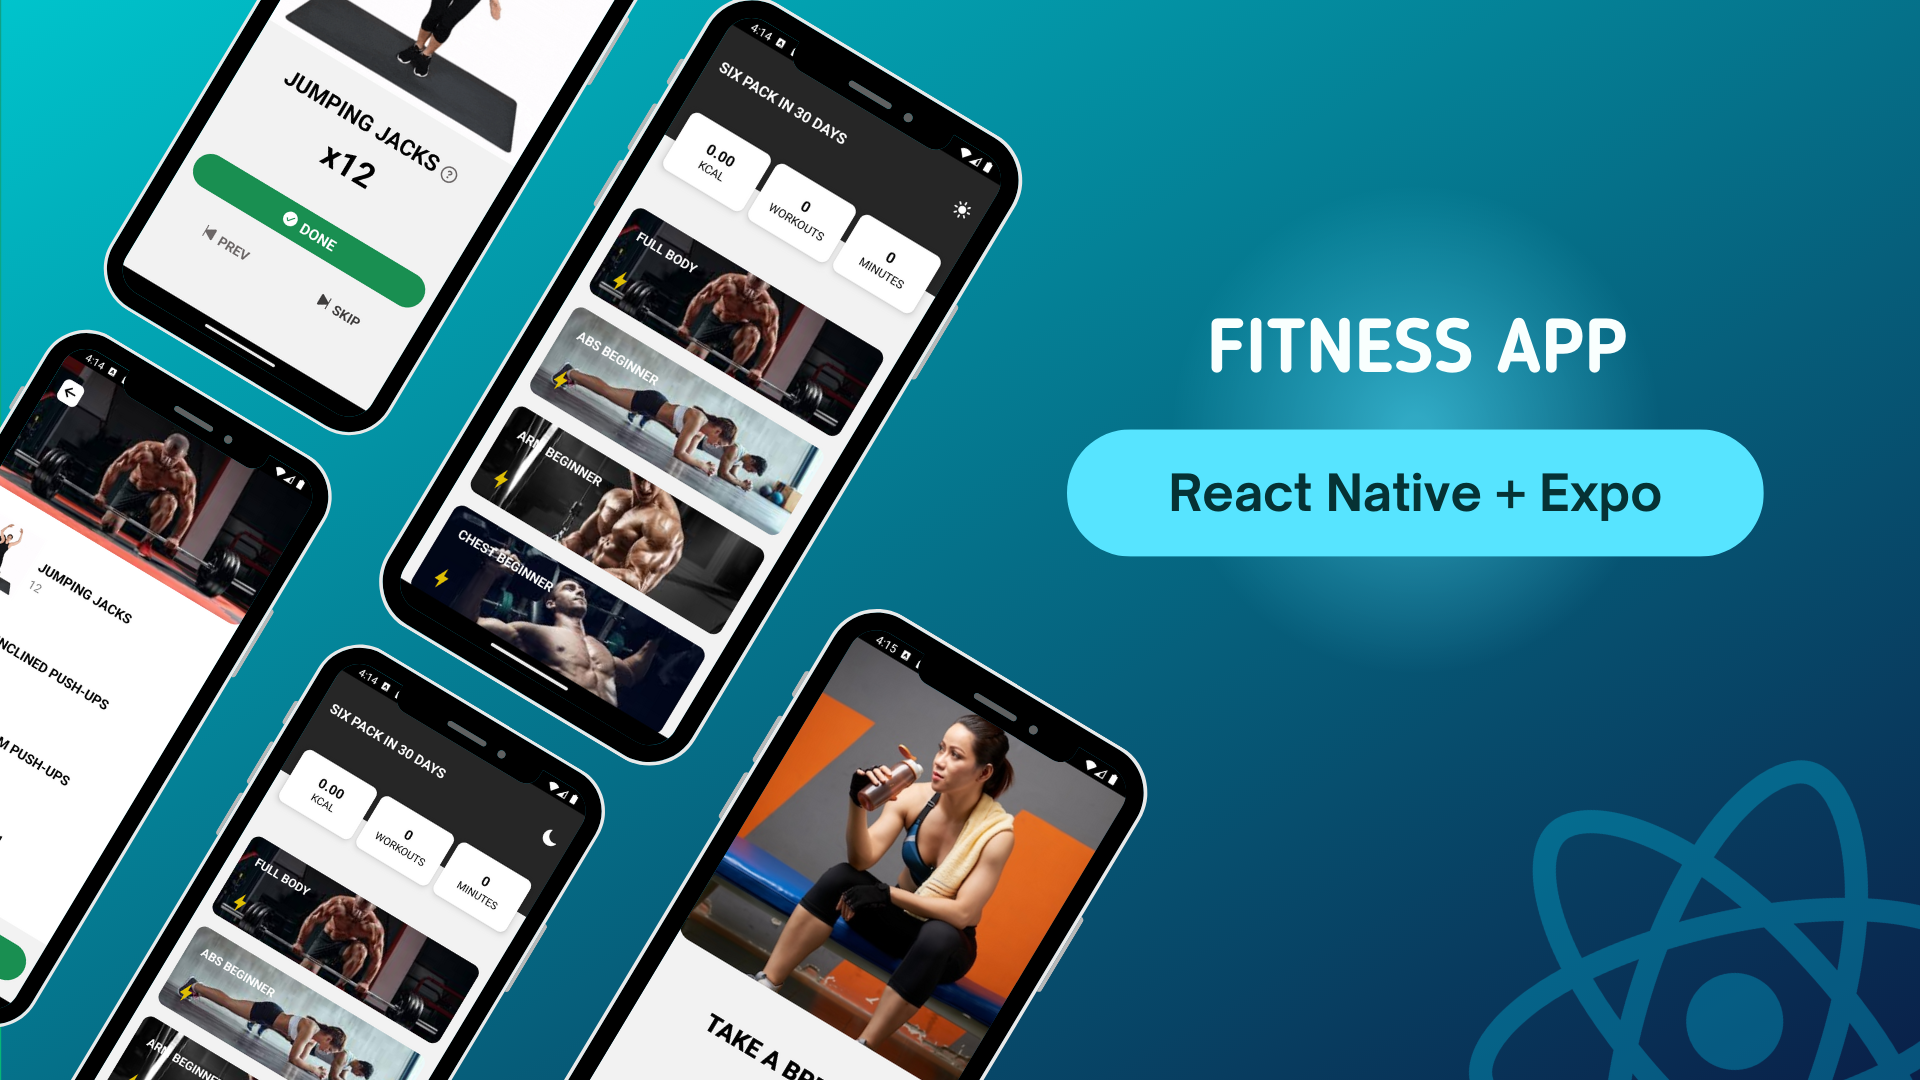 JUMPING JACKS
x12
DONE
PREV
SKIP
4:14
SIX PACK IN 30 DAYS
0.00
KCAL
0
WORKOUTS
0
MINUTES
FULL BODY
ABS BEGINNER
ARM BEGINNER
CHEST BEGINNER
FITNESS APP
React Native + Expo
4:14
JUMPING JACKS
12
NCLINED PUSH-UPS
M PUSH-UPS
4:14
SIX PACK IN 30 DAYS
0.00
KCAL
0
WORKOUTS
0
MINUTES
FULL BODY
ABS BEGINNER
ARM BEGINNE
4:15
TAKE A BR